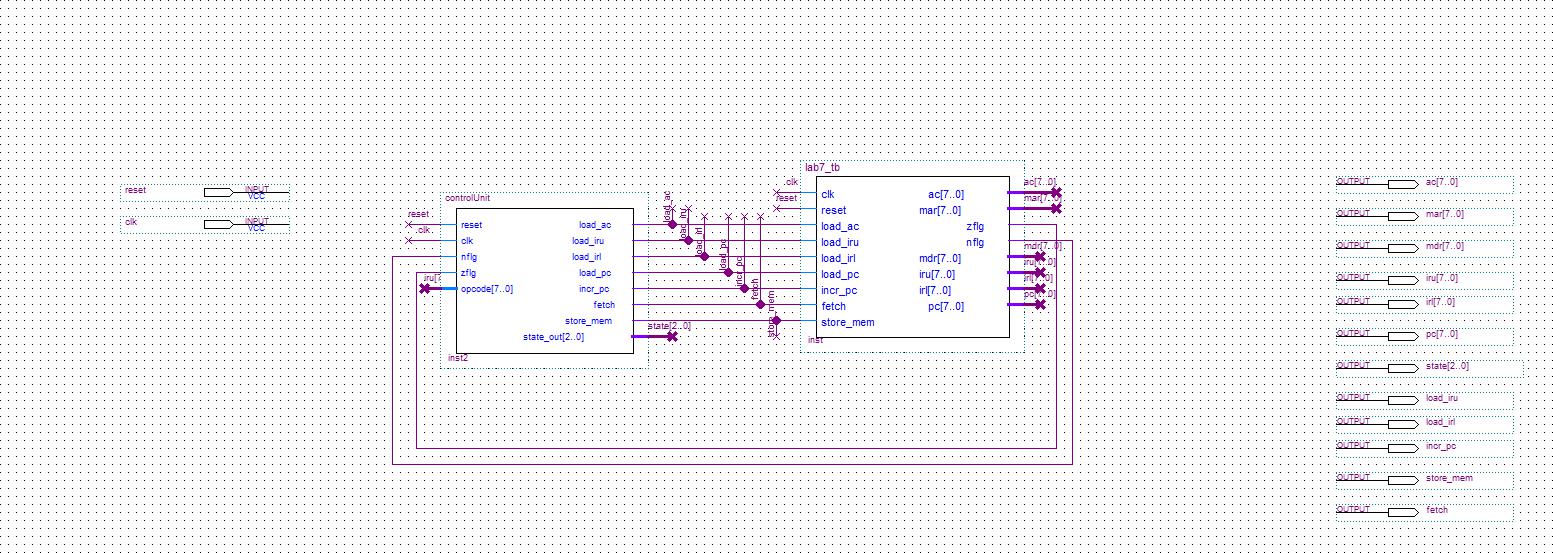 reset
INPUT
VCC
clk
INPUT
VCC
controlUnit
reset
clk
reset
clk
nflg
zflg
iru[7
opcode[7..0]
load_ac
load_iru
load_irl
load_pc
incr_pc
fetch
store_mem
state_out[2..0]
inst2
state[2..0]
load_ac
load_iru
load_irl
load_pc
incr_pc
fetch
store_mem
lab7_tb
clk
reset
clk
reset
load_ac
load_iru
load_irl
load_pc
incr_pc
fetch
store_mem
ac[7..0]
mar[7..0]
zflg
nflg
mdr[7..0]
iru[7..0]
irl[7..0]
pc[7..0]
inst
ac[7..0]
mar[7..0]
mdr[7..0]
iru[7..0]
irl[7..0]
pc[7..0]
OUTPUT ac[7..0]
OUTPUT mar[7..0]
OUTPUT mdr[7..0]
OUTPUT iru[7..0]
OUTPUT irl[7..0]
OUTPUT pc[7..0]
OUTPUT state[2..0]
OUTPUT load_iru
OUTPUT load_irl
OUTPUT incr_pc
OUTPUT store_mem
OUTPUT fetch